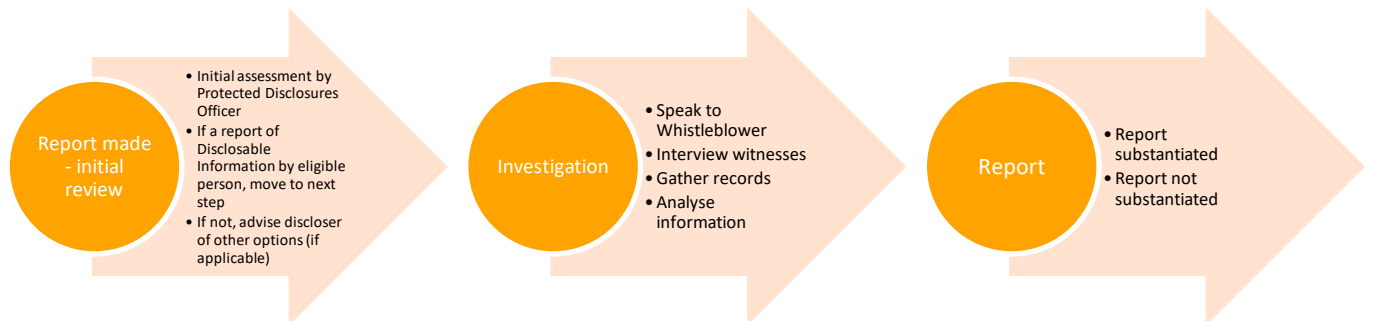 Report made
- initial
review
• Initial assessment by
Protected Disclosures
Officer
• If a report of
Disclosable
Information by eligible
person, move to next
step
• If not, advise discloser
of other options (if
applicable)
Investigation
• Speak to
Whistleblower
• Interview witnesses
• Gather records
• Analyse
information
Report
• Report
substantiated
• Report not
substantiated